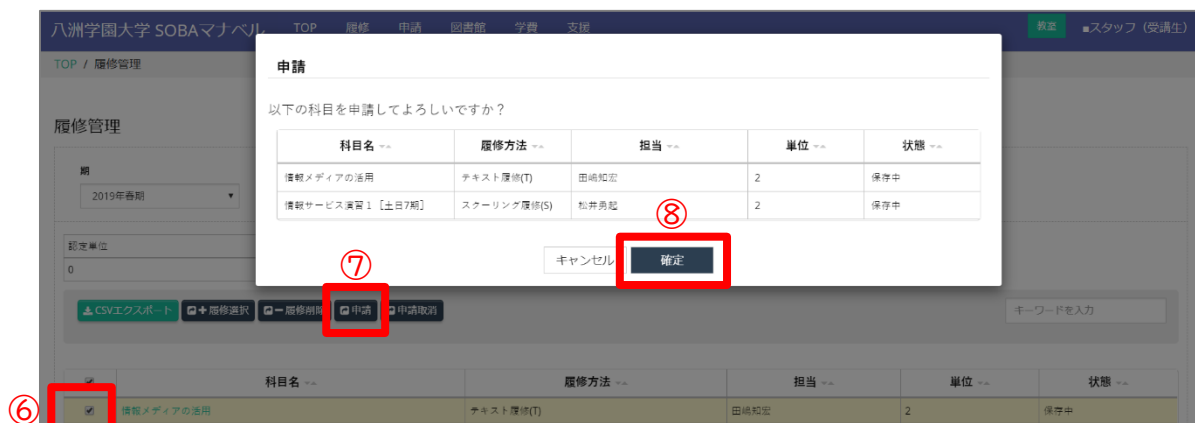 八洲学園大学 SOBAマナベル TOP 履修 申請 図書館 学費 支援 教室 ■スタッフ（受講生）
TOP / 履修管理
申請
以下の科目を申請してよろしいですか？
科目名 履修方法 担当 単位 状態
情報メディアの活用 テキスト履修(T) 田嶋知宏 2 保存中
情報サービス演習１［土日7期］ スクーリング履修(S) 松井勇起 2 保存中
⑧
キャンセル 確定
履修管理
期
2019年春期
認定単位
0
⑦
CSVエクスポート 履修選択 履修削除 申請 申請取消 キーワードを入力
科目名 履修方法 担当 単位 状態
⑥
情報メディアの活用 テキスト履修(T) 田嶋知宏 2 保存中